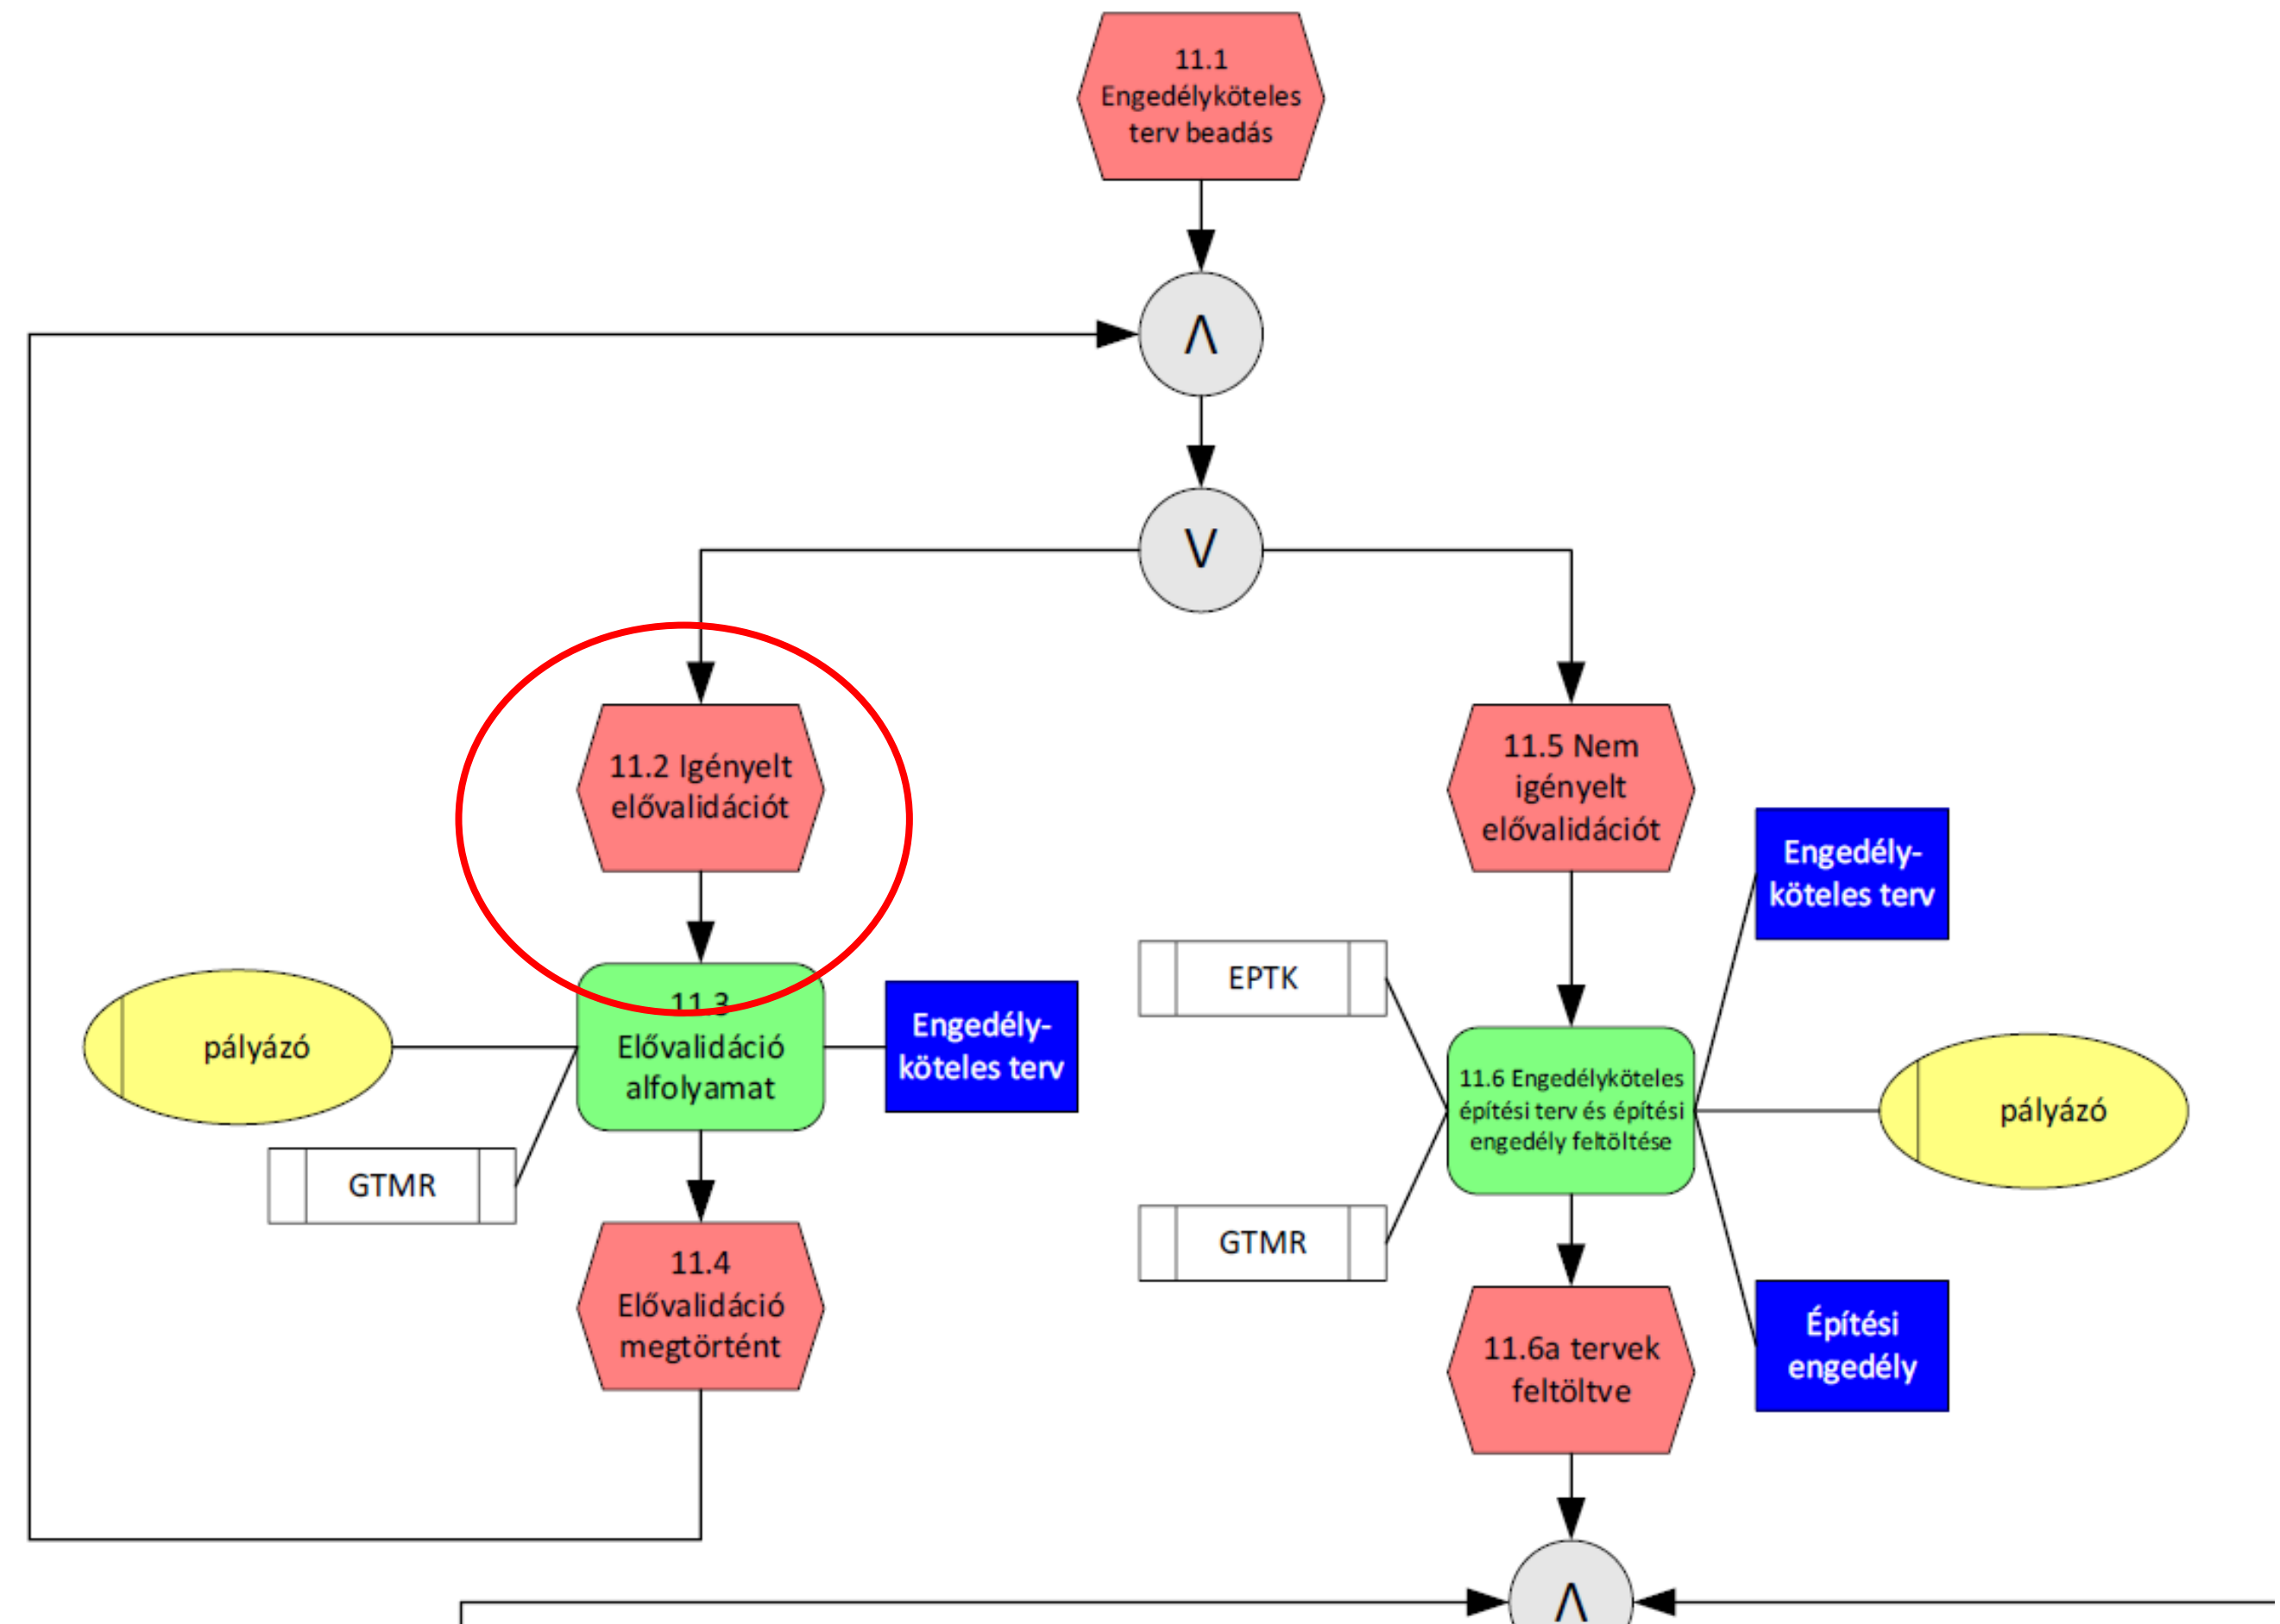 11.1
Engedélyköteles
terv beadás
Λ
V
11.2 Igényelt
elővalidációt
11.5 Nem
igényelt
elővalidációt
Engedély-
köteles terv
EPTK
11.3
Elővalidáció
alfolyamat
pályázó
Engedély-
köteles terv
11.6 Engedélyköteles
építési terv és építési
engedély feltöltése
pályázó
GTMR
GTMR
11.4
Elővalidáció
megtörtént
11.6a tervek
feltöltve
Építési
engedély
Λ